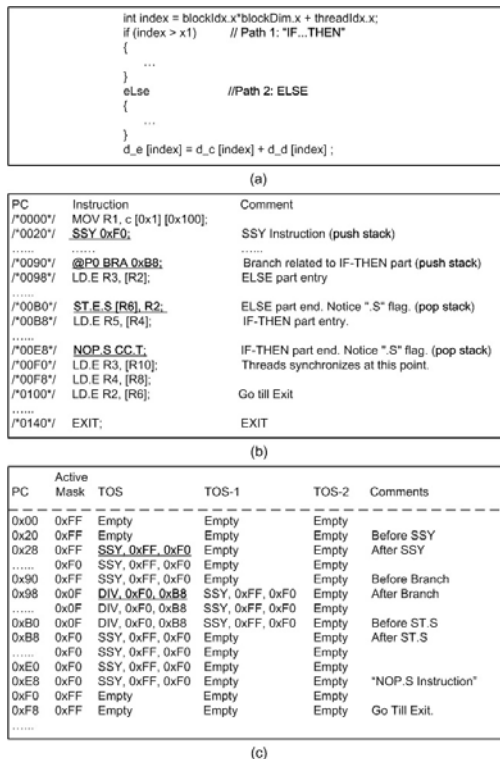 int index = blockIdx.x*blockDim.x + threadIdx.x;
if (index > x1) // Path 1: "IF...THEN"
{
...
}
eLse //Path 2: ELSE
{
...
}
d_e [index] = d_c [index] + d_d [index] ;
(a)
PC Instruction Comment
/*0000*/ MOV R1, c [0x1] [0x100];
/*0020*/ SSY 0xF0; SSY Instruction (push stack)
...... ...... ......
/*0090*/ @P0 BRA 0xB8; Branch related to IF-THEN part (push stack)
/*0098*/ LD.E R3, [R2]; ELSE part entry
......
/*00B0*/ ST.E.S [R6], R2; ELSE part end. Notice ".S" flag. (pop stack)
/*00B8*/ LD.E R5, [R4]; IF-THEN part entry.
......
/*00E8*/ NOP.S CC.T; IF-THEN part end. Notice ".S" flag. (pop stack)
/*00F0*/ LD.E R3, [R10]; Threads synchronizes at this point.
/*00F8*/ LD.E R4, [R8];
/*0100*/ LD.E R2, [R6]; Go till Exit
......
/*0140*/ EXIT; EXIT
(b)
Active
PC Mask TOS TOS-1 TOS-2 Comments
0x00 0xFF Empty Empty Empty
0x20 0xFF Empty Empty Empty Before SSY
0x28 0xFF SSY, 0xFF, 0xF0 Empty Empty After SSY
...... 0xF0 SSY, 0xFF, 0xF0 Empty Empty
0x90 0xFF SSY, 0xFF, 0xF0 Empty Empty Before Branch
0x98 0x0F DIV, 0xF0, 0xB8 SSY, 0xFF, 0xF0 Empty After Branch
...... 0x0F DIV, 0xF0, 0xB8 SSY, 0xFF, 0xF0 Empty
0xB0 0x0F DIV, 0xF0, 0xB8 SSY, 0xFF, 0xF0 Empty Before ST.S
0xB8 0xF0 SSY, 0xFF, 0xF0 Empty Empty After ST.S
...... 0xF0 SSY, 0xFF, 0xF0 Empty Empty
0xE0 0xF0 SSY, 0xFF, 0xF0 Empty Empty
0xE8 0xF0 SSY, 0xFF, 0xF0 Empty Empty "NOP.S Instruction"
0xF0 0xFF Empty Empty Empty
0xF8 0xFF Empty Empty Empty Go Till Exit.
......
(c)